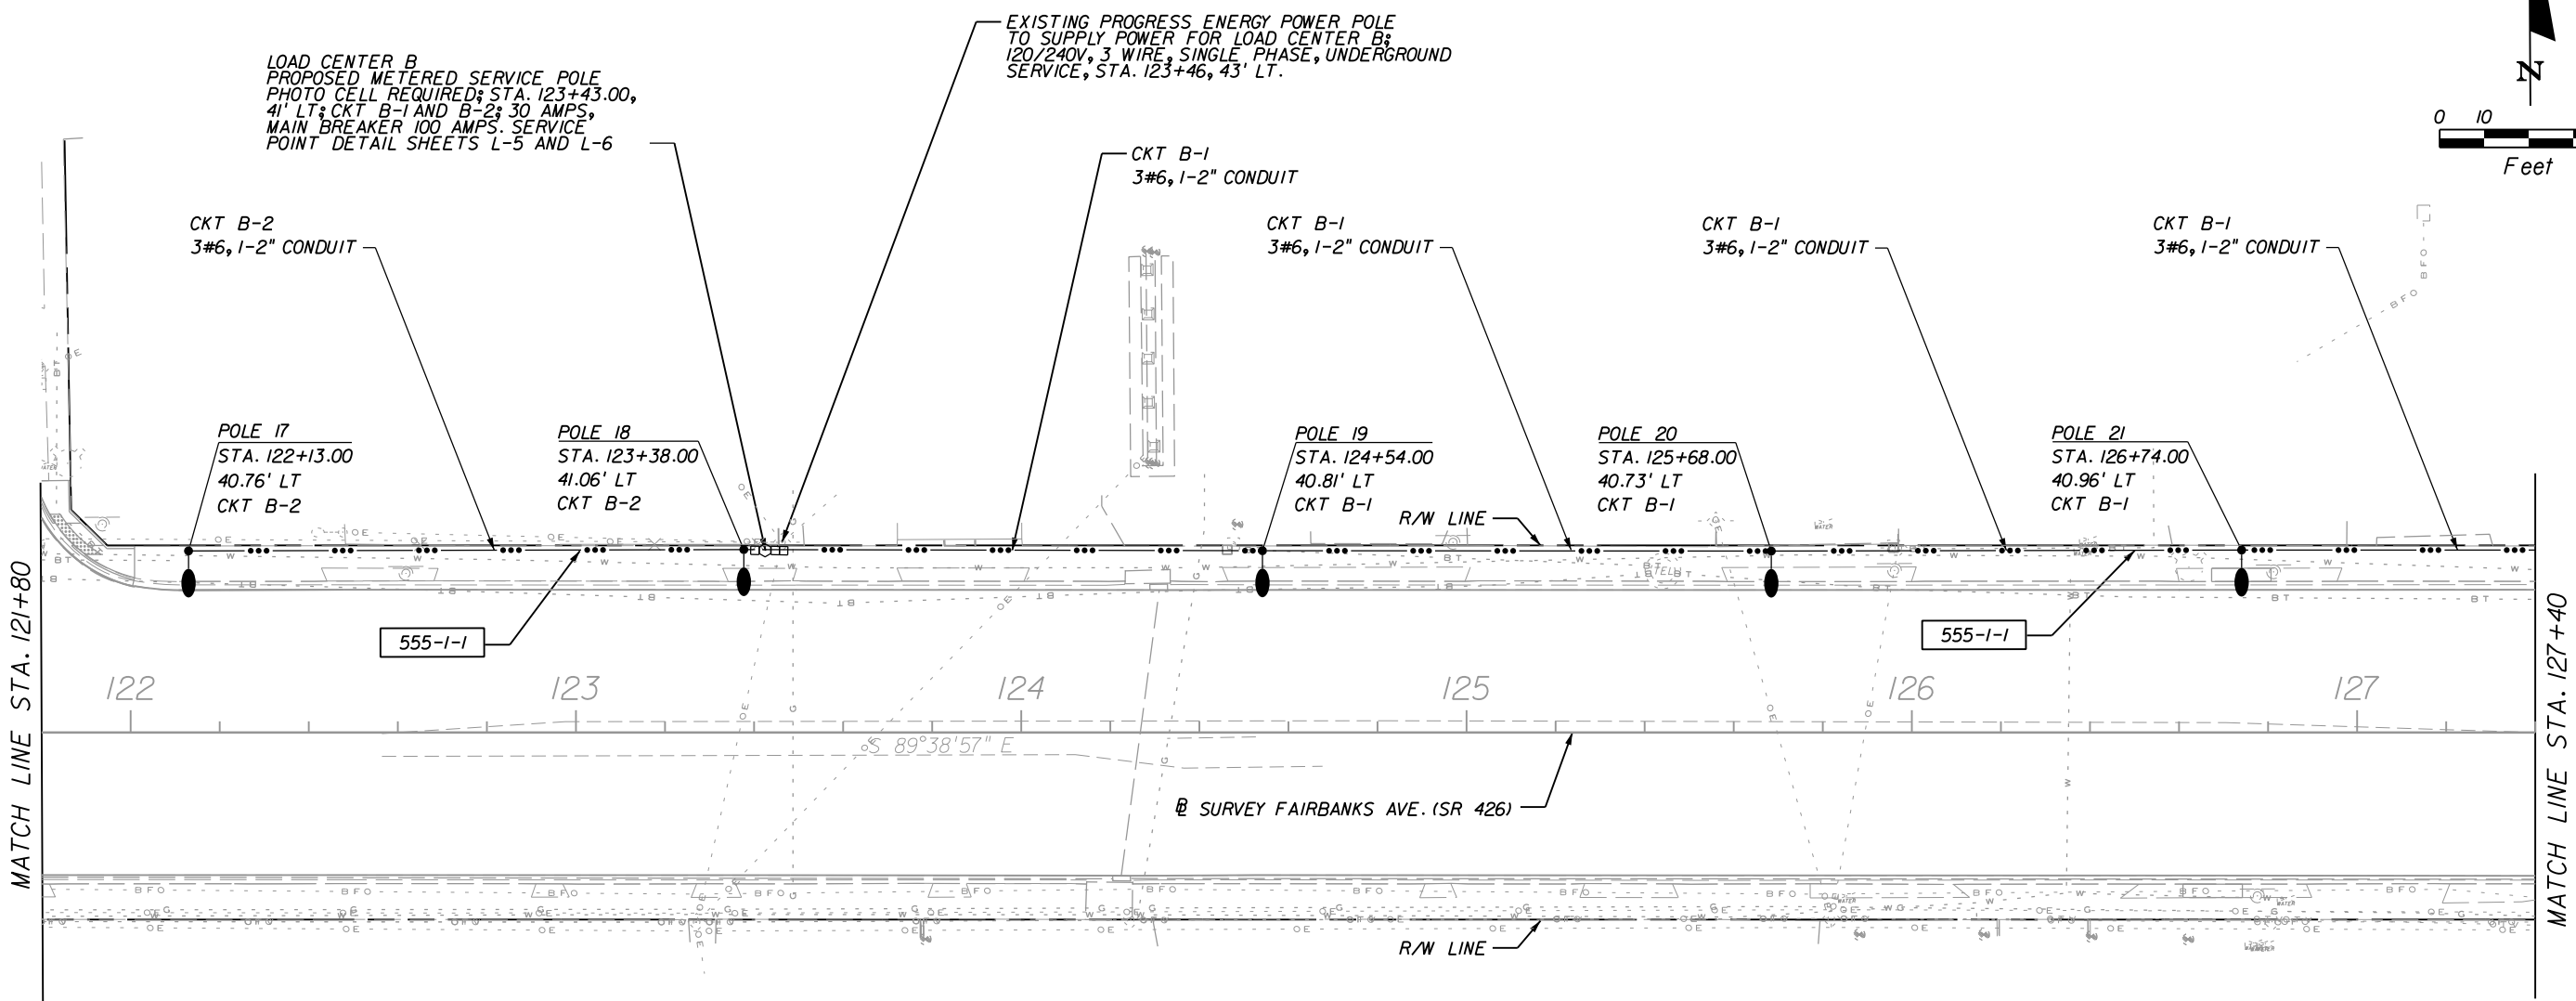 EXISTING PROGRESS ENERGY POWER POLE
TO SUPPLY POWER FOR LOAD CENTER B;
120/240V, 3 WIRE, SINGLE PHASE, UNDERGROUND
SERVICE, STA. 123+46, 43' LT.
LOAD CENTER B
PROPOSED METERED SERVICE POLE
PHOTO CELL REQUIRED; STA. 123+43.00,
41' LT; CKT B-1 AND B-2; 30 AMPS,
MAIN BREAKER 100 AMPS. SERVICE
POINT DETAIL SHEETS L-5 AND L-6
N
0 10
Feet
CKT B-1
3#6, 1-2" CONDUIT
CKT B-2
3#6, 1-2" CONDUIT
CKT B-1
3#6, 1-2" CONDUIT
CKT B-1
3#6, 1-2" CONDUIT
CKT B-1
3#6, 1-2" CONDUIT
POLE 17
STA. 122+13.00
40.76' LT
CKT B-2
POLE 18
STA. 123+38.00
41.06' LT
CKT B-2
POLE 19
STA. 124+54.00
40.81' LT
CKT B-1
POLE 20
STA. 125+68.00
40.73' LT
CKT B-1
POLE 21
STA. 126+74.00
40.96' LT
CKT B-1
R/W LINE
555-1-1
555-1-1
MATCH LINE STA. 121+80
MATCH LINE STA. 127+40
122
123
124
125
126
127
S 89°38'57" E
SURVEY FAIRBANKS AVE. (SR 426)
R/W LINE